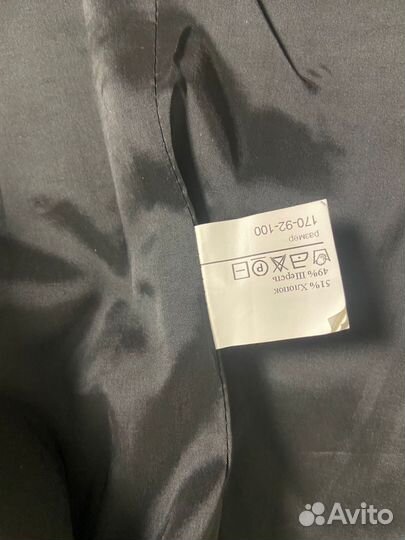 51% Хлопок
49% Шерсть
размер
170-92-100
Avito